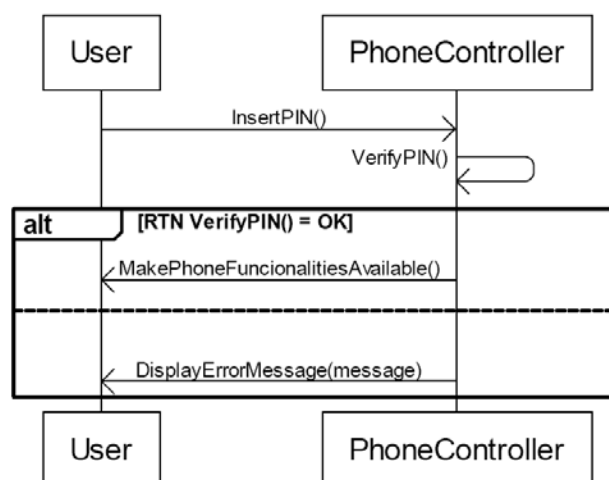 User
PhoneController
InsertPIN()
VerifyPIN()
alt
[RTN VerifyPIN() = OK]
MakePhoneFuncionalitiesAvailable()
DisplayErrorMessage(message)
User
PhoneController